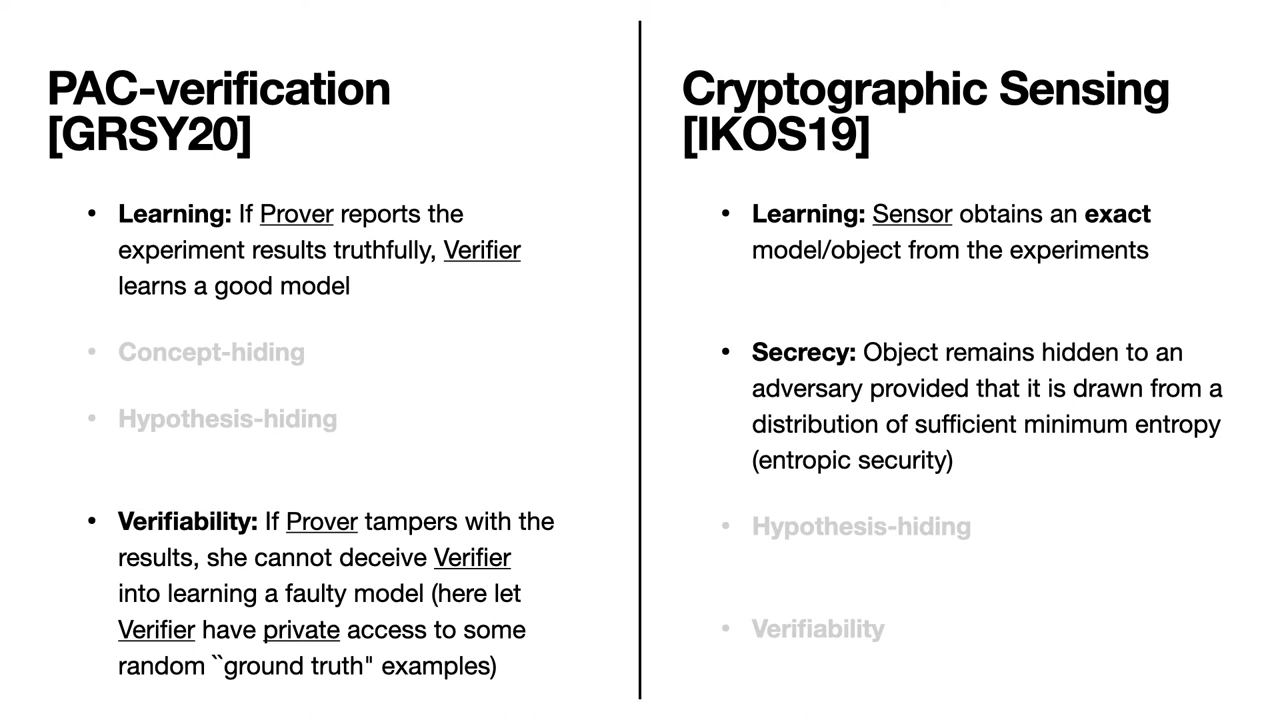 PAC-verification
[GRSY20]
• Learning: If Prover reports the
experiment results truthfully, Verifier
learns a good model
• Concept-hiding
• Hypothesis-hiding
• Verifiability: If Prover tampers with the
results, she cannot deceive Verifier
into learning a faulty model (here let
Verifier have private access to some
random ``ground truth" examples)
Cryptographic Sensing
[IKOS19]
• Learning: Sensor obtains an exact
model/object from the experiments
• Secrecy: Object remains hidden to an
adversary provided that it is drawn from a
distribution of sufficient minimum entropy
(entropic security)
• Hypothesis-hiding
• Verifiability